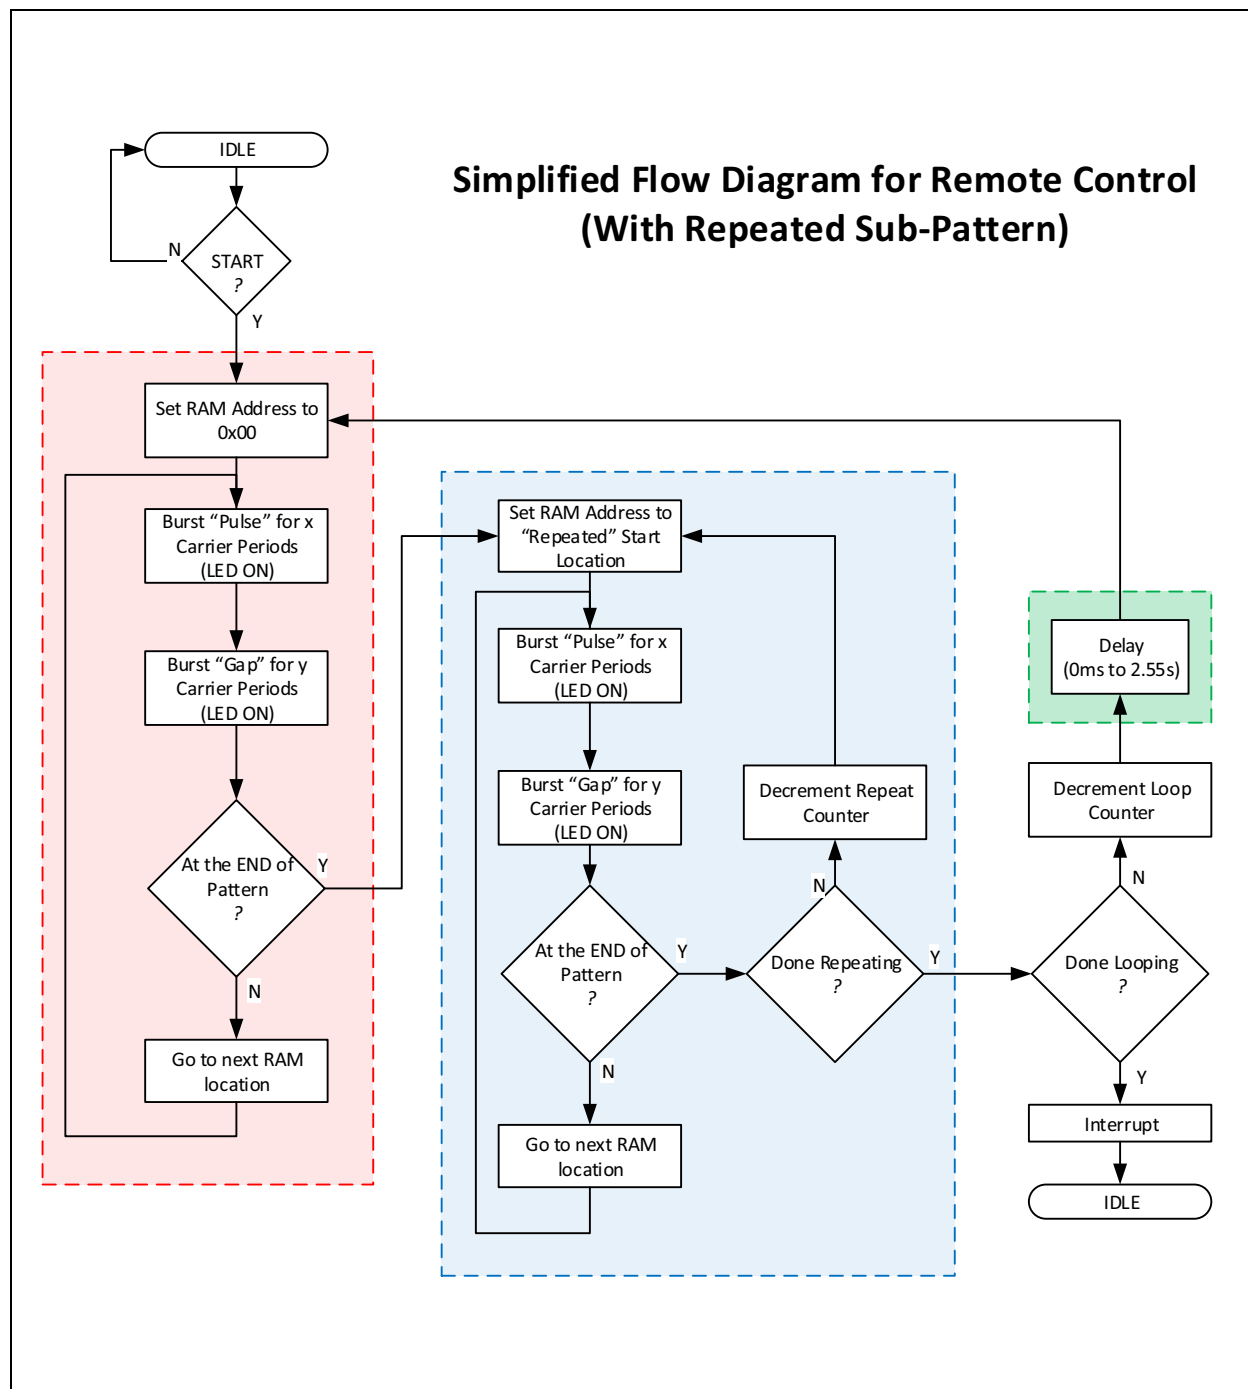 Simplified Flow Diagram for Remote Control
(With Repeated Sub-Pattern)
IDLE
START
?
N
Y
Set RAM Address to
0x00
Burst “Pulse” for x
Carrier Periods
(LED ON)
Burst “Gap” for y
Carrier Periods
(LED ON)
At the END of
Pattern
?
Y
N
Go to next RAM
location
Set RAM Address to
“Repeated” Start
Location
Burst “Pulse” for x
Carrier Periods
(LED ON)
Burst “Gap” for y
Carrier Periods
(LED ON)
At the END of
Pattern
?
Y
N
Go to next RAM
location
Decrement Repeat
Counter
N
Done Repeating
?
Y
Delay
(0ms to 2.55s)
Decrement Loop
Counter
N
Done Looping
?
Y
Interrupt
IDLE